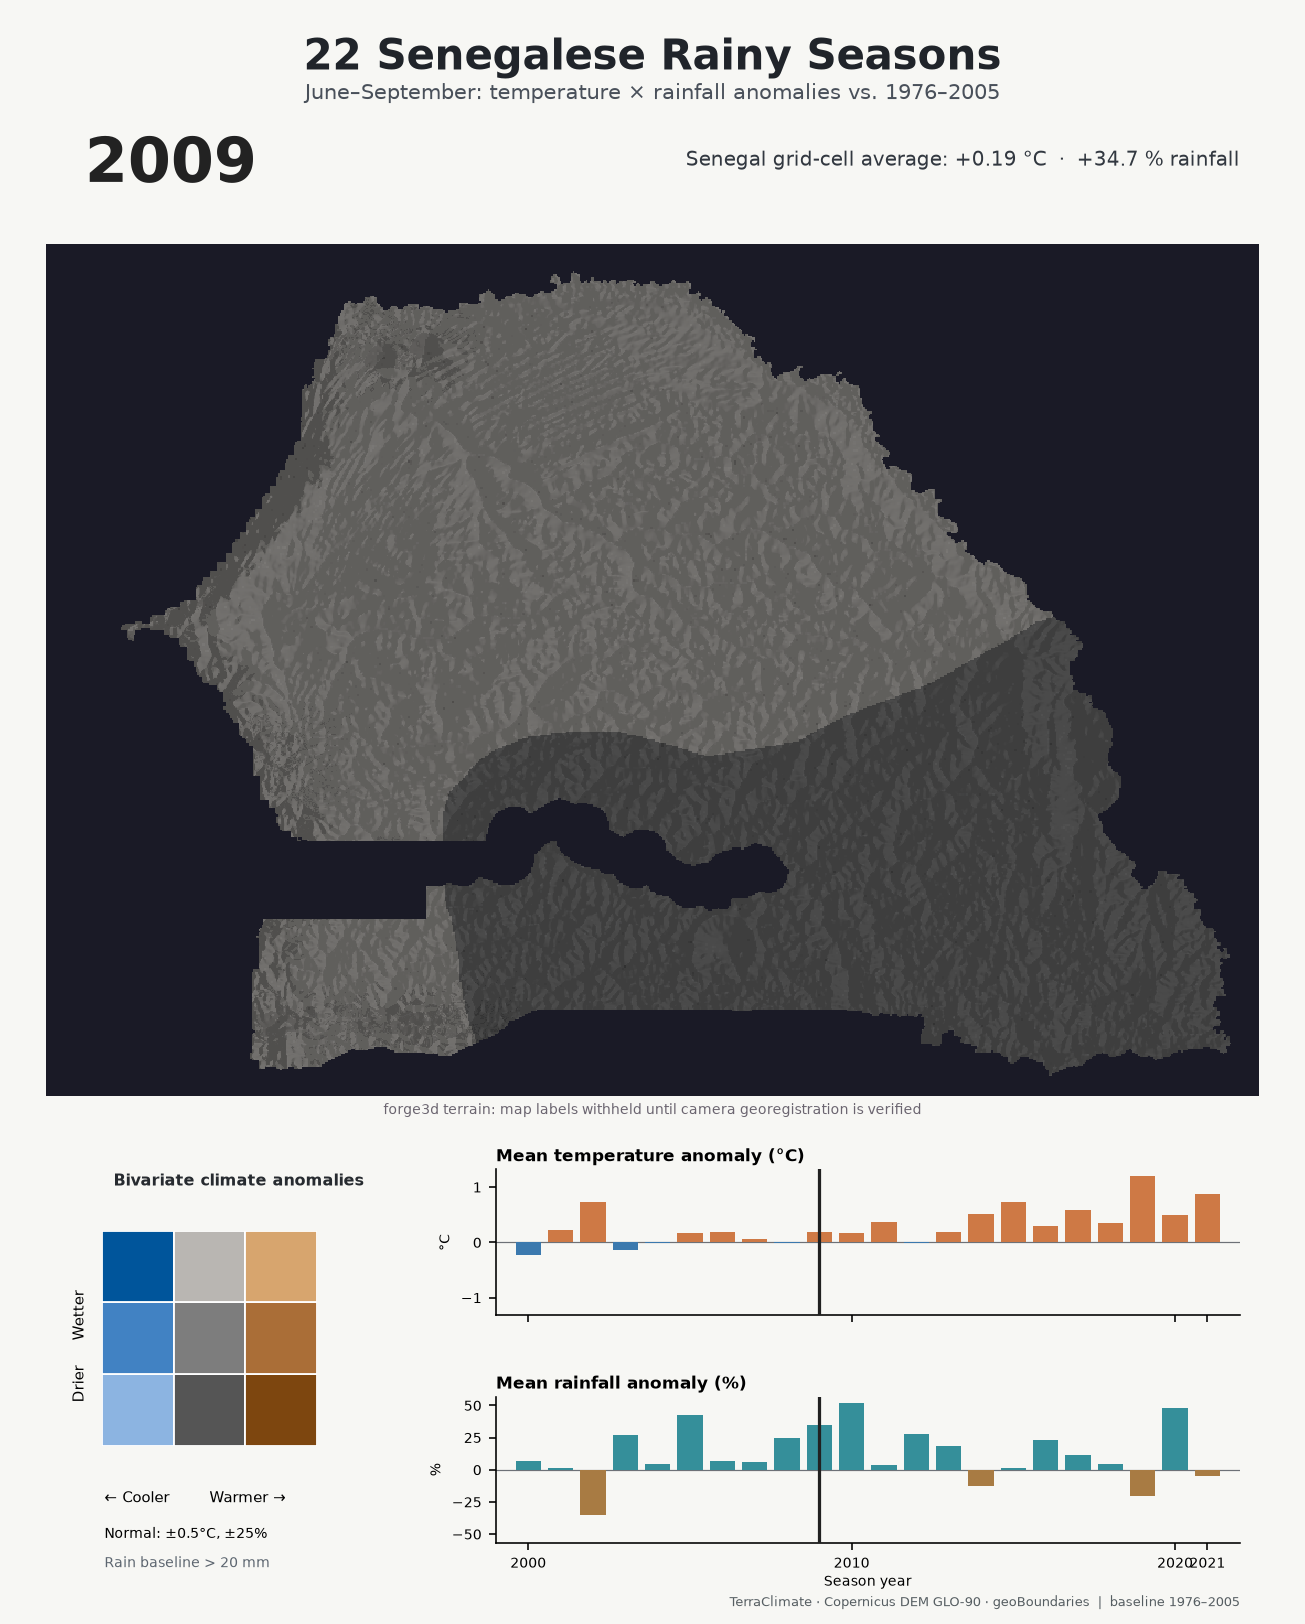 22 Senegalese Rainy Seasons
June–September: temperature × rainfall anomalies vs. 1976–2005
2009
Senegal grid-cell average: +0.19 °C · +34.7 % rainfall
forge3d terrain: map labels withheld until camera georegistration is verified
Bivariate climate anomalies
Wetter
Drier
← Cooler Warmer →
Normal: ±0.5°C, ±25%
Rain baseline > 20 mm
Mean temperature anomaly (°C)
°C
1
0
−1
Mean rainfall anomaly (%)
%
50
25
0
−25
−50
2000 2010 2020 2021
Season year
TerraClimate · Copernicus DEM GLO-90 · geoBoundaries | baseline 1976–2005